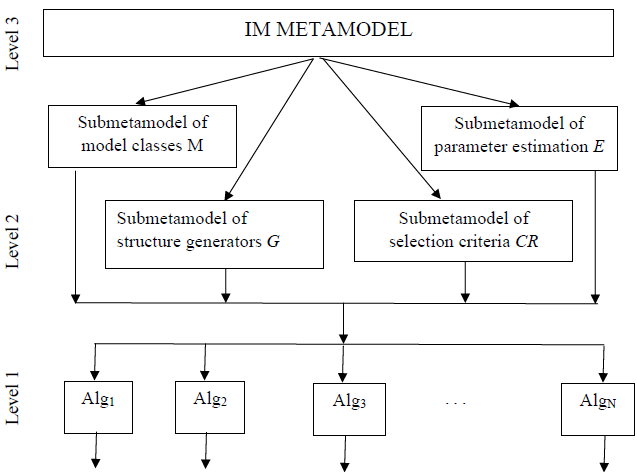 Level 3
IM METAMODEL
Level 2
Submetamodel of
model classes M
Submetamodel of
parameter estimation E
Submetamodel of
structure generators G
Submetamodel of
selection criteria CR
Level 1
Alg1
Alg2
Alg3
. . .
AlgN